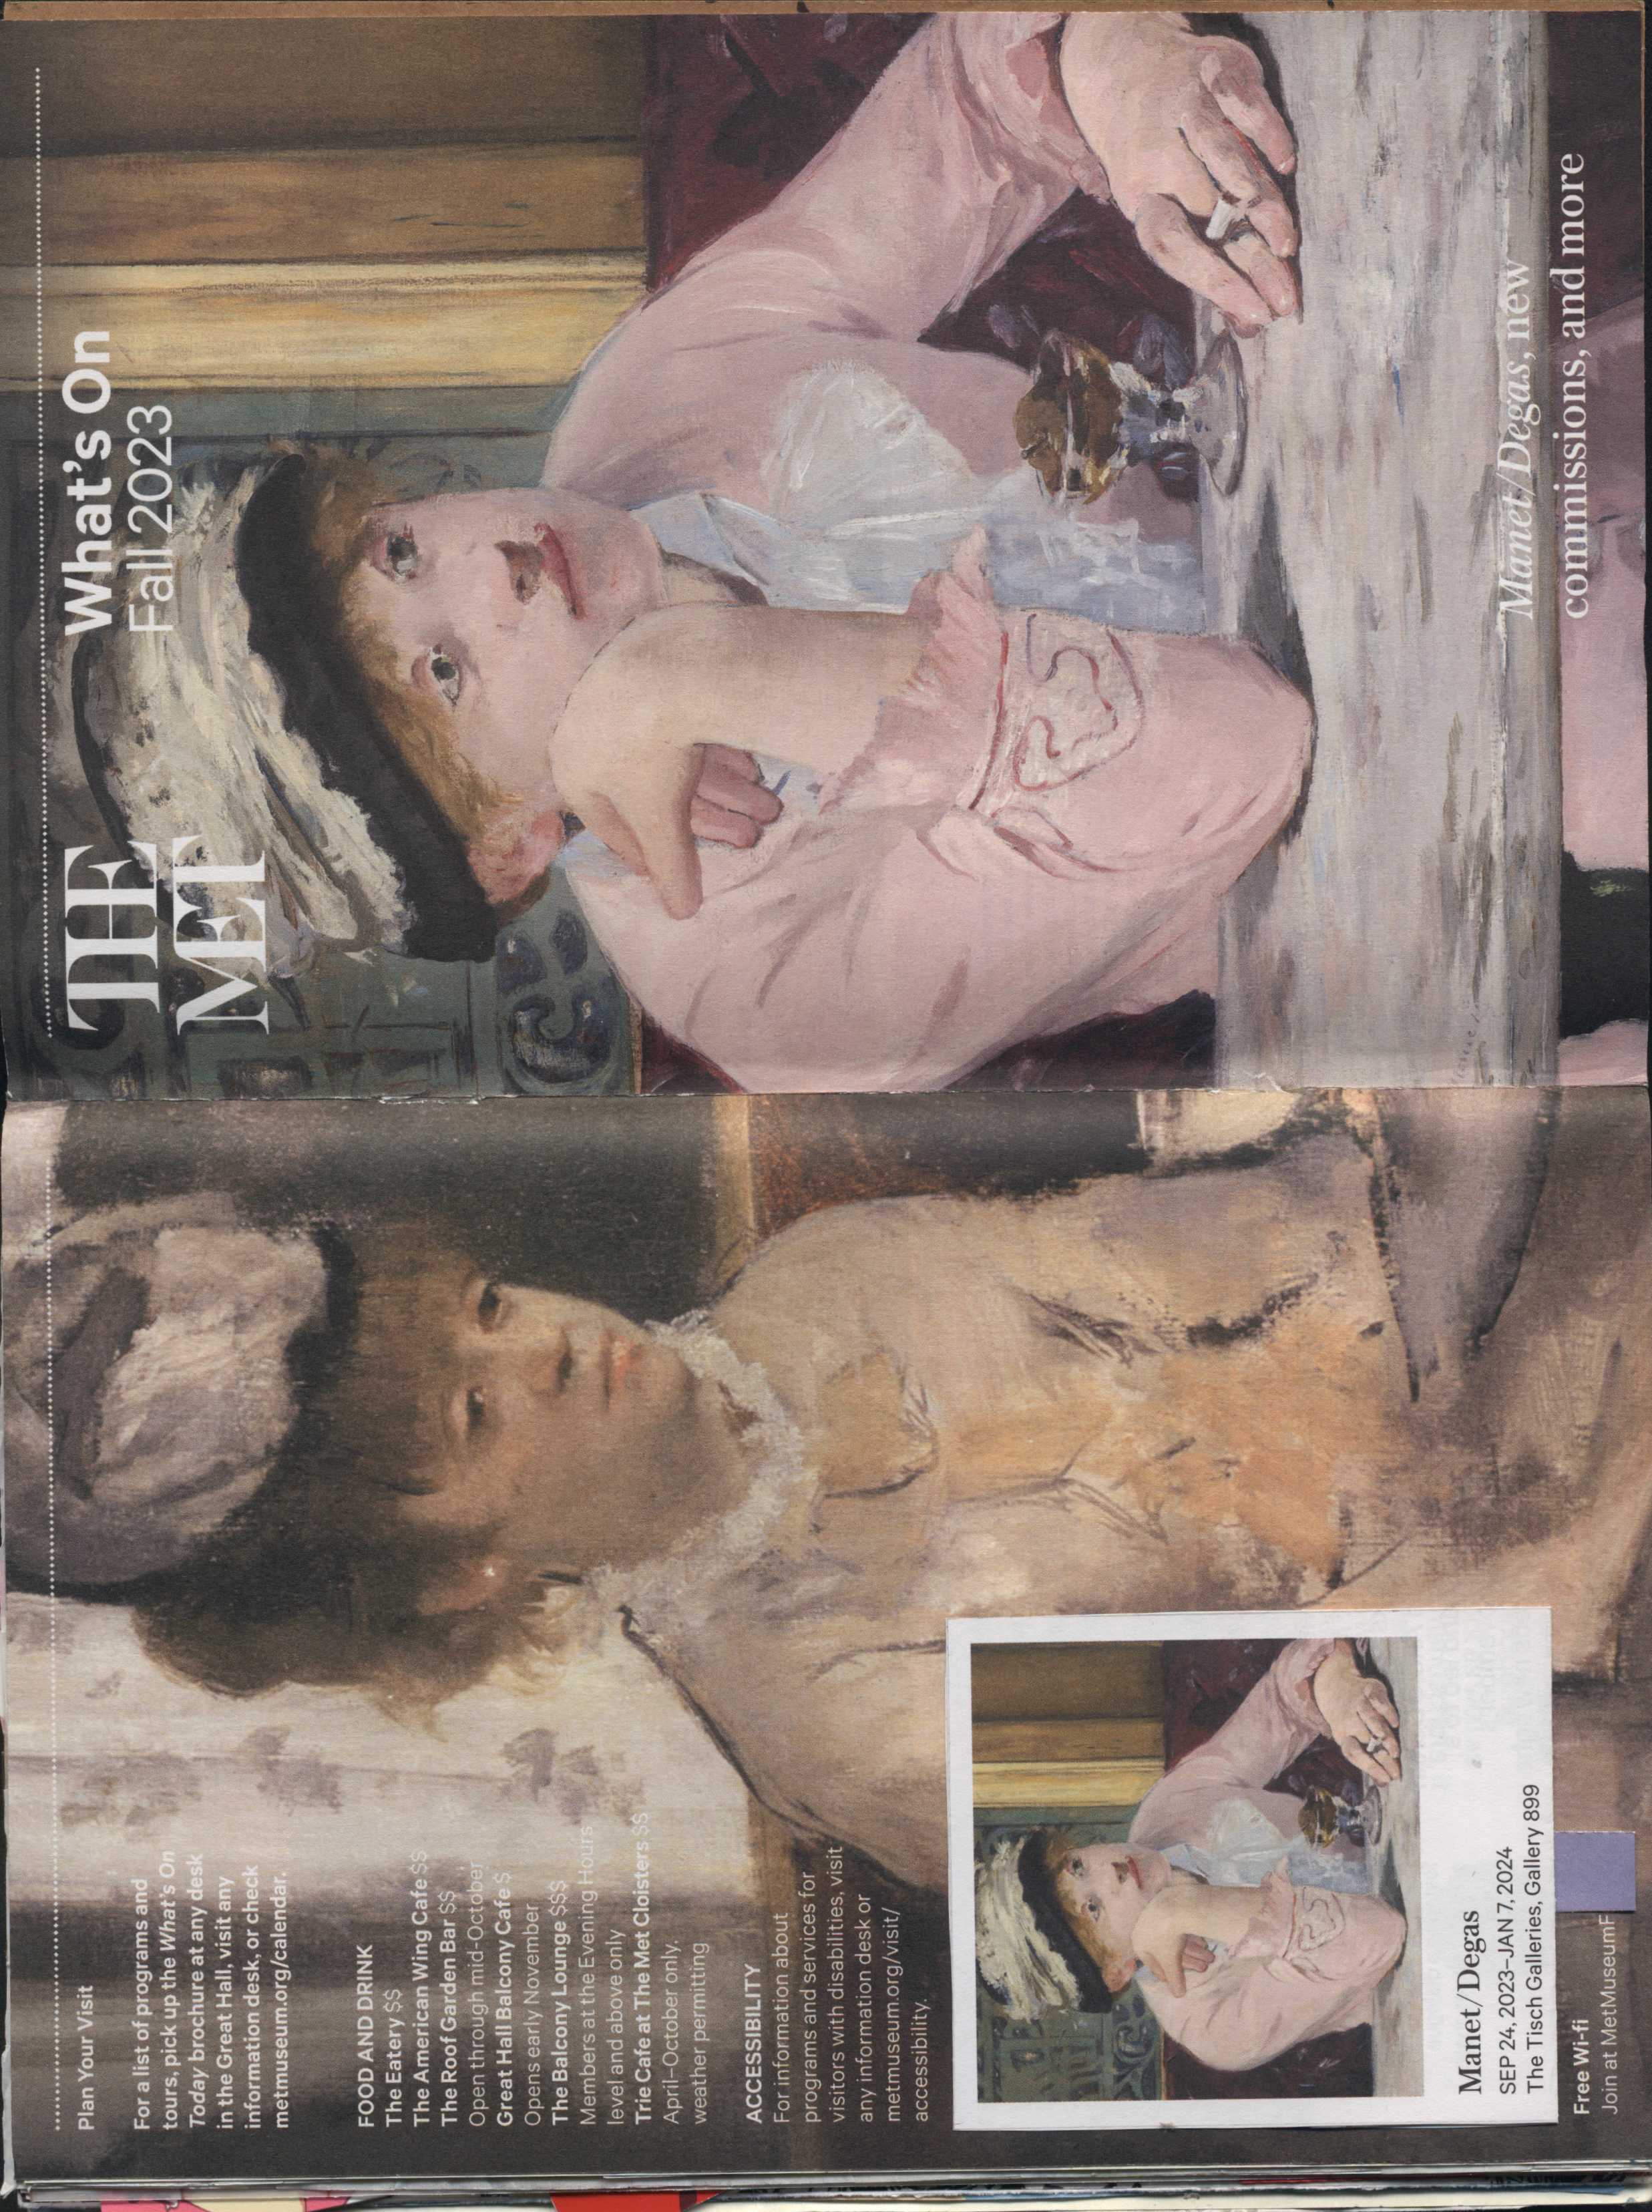 Plan Your Visit
For a list of programs and
tours, pick up the What's On
Today brochure at any desk
in the Great Hall, visit any
information desk, or check
metmuseum.org/calendar.
FOOD AND DRINK
The Eatery $$
The American Wing Cafe $$
The Roof Garden Bar $$
Open through mid-October
Great Hall Balcony Cafe $
Opens early November
The Balcony Lounge $$$
Members at the Evening Hours
level and above only
Trie Cafe at The Met Cloisters $$
April–October only,
weather permitting
ACCESSIBILITY
For information about
programs and services for
visitors with disabilities, visit
any information desk or
metmuseum.org/visit/
accessibility.
Manet/Degas
SEP 24, 2023–JAN 7, 2024
The Tisch Galleries, Gallery 899
Free Wi-fi
Join at MetMuseumF
THE
MET
What's On
Fall 2023
Manet/Degas, new
commissions, and more